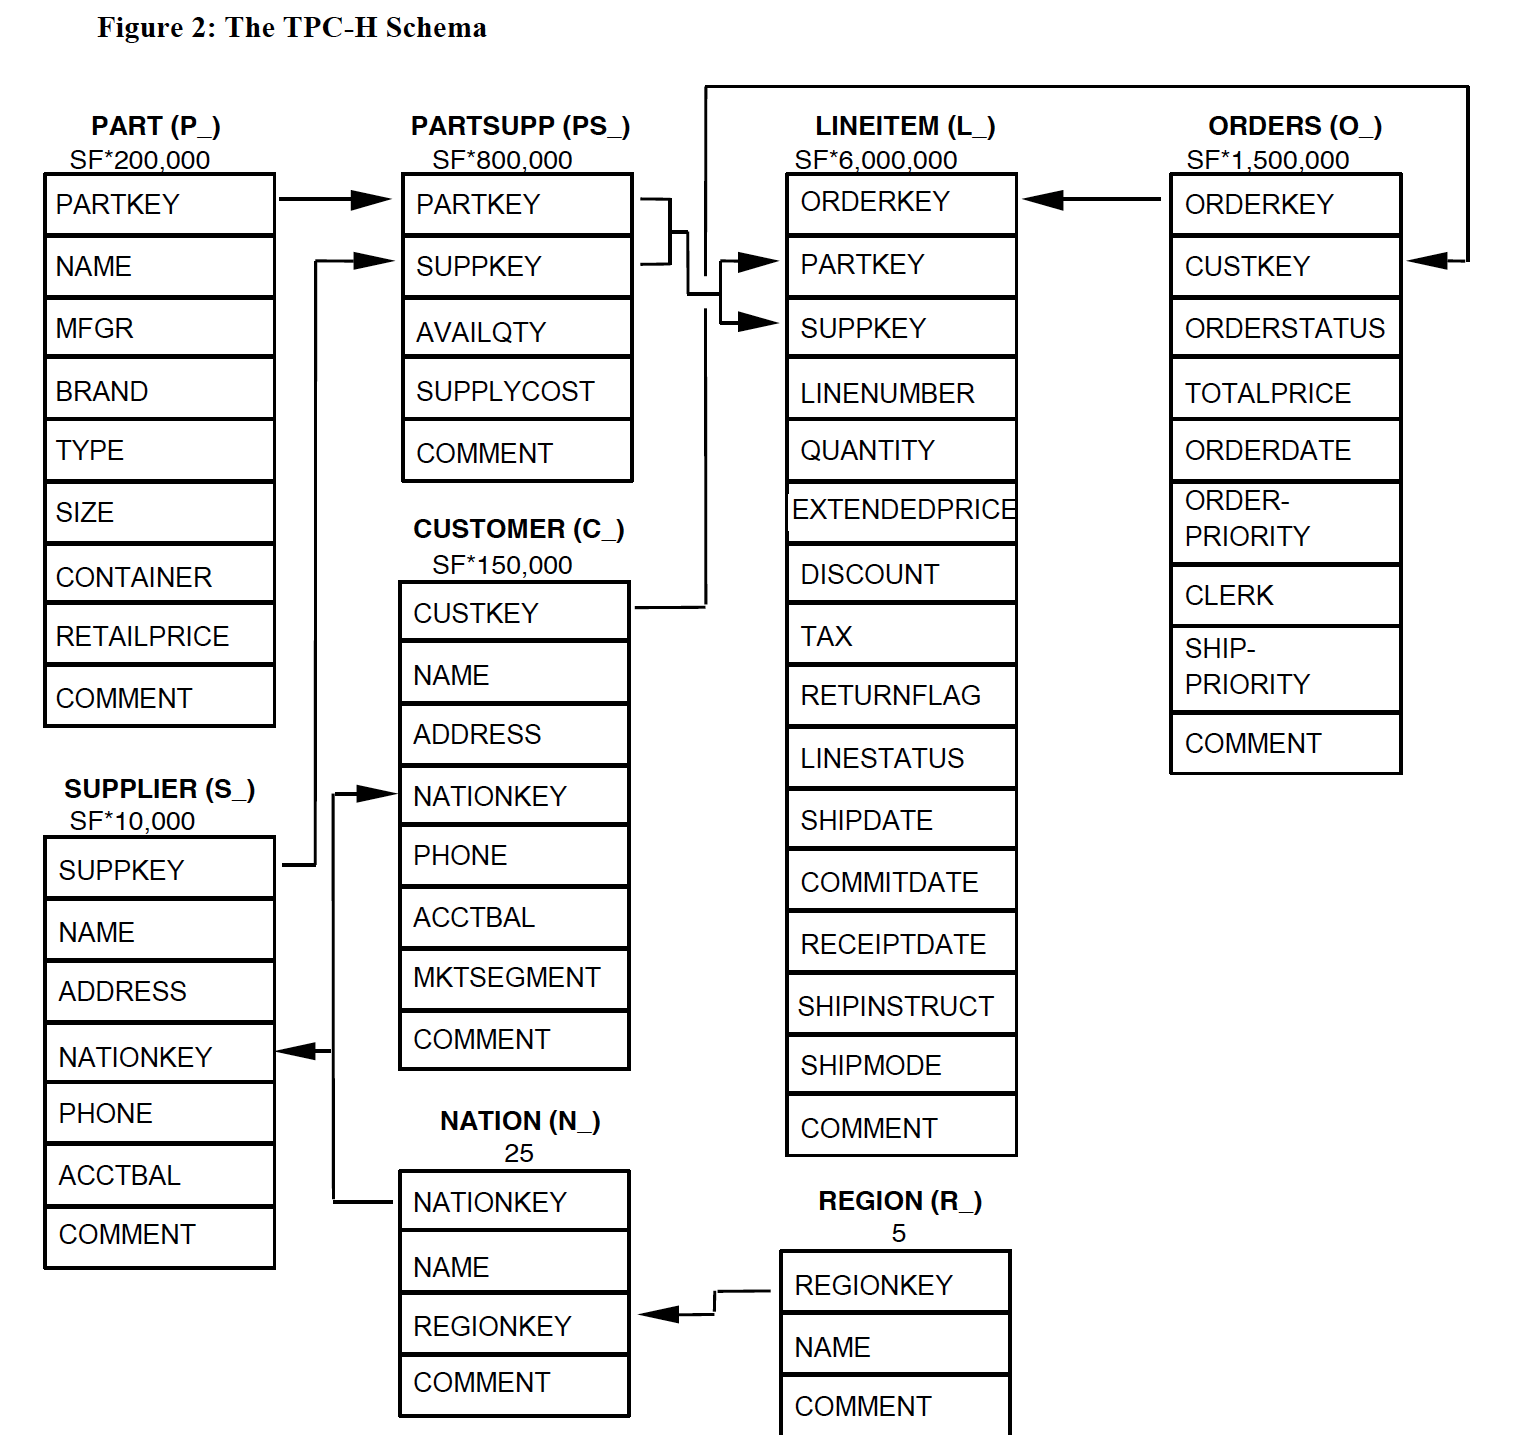 Figure 2: The TPC-H Schema
PART (P_)
SF*200,000
PARTKEY
NAME
MFGR
BRAND
TYPE
SIZE
CONTAINER
RETAILPRICE
COMMENT
SUPPLIER (S_)
SF*10,000
SUPPKEY
NAME
ADDRESS
NATIONKEY
PHONE
ACCTBAL
COMMENT
PARTSUPP (PS_)
SF*800,000
PARTKEY
SUPPKEY
AVAILQTY
SUPPLYCOST
COMMENT
CUSTOMER (C_)
SF*150,000
CUSTKEY
NAME
ADDRESS
NATIONKEY
PHONE
ACCTBAL
MKTSEGMENT
COMMENT
NATION (N_)
25
NATIONKEY
NAME
REGIONKEY
COMMENT
LINEITEM (L_)
SF*6,000,000
ORDERKEY
PARTKEY
SUPPKEY
LINENUMBER
QUANTITY
EXTENDEDPRICE
DISCOUNT
TAX
RETURNFLAG
LINESTATUS
SHIPDATE
COMMITDATE
RECEIPTDATE
SHIPINSTRUCT
SHIPMODE
COMMENT
REGION (R_)
5
REGIONKEY
NAME
COMMENT
ORDERS (O_)
SF*1,500,000
ORDERKEY
CUSTKEY
ORDERSTATUS
TOTALPRICE
ORDERDATE
ORDER-
PRIORITY
CLERK
SHIP-
PRIORITY
COMMENT